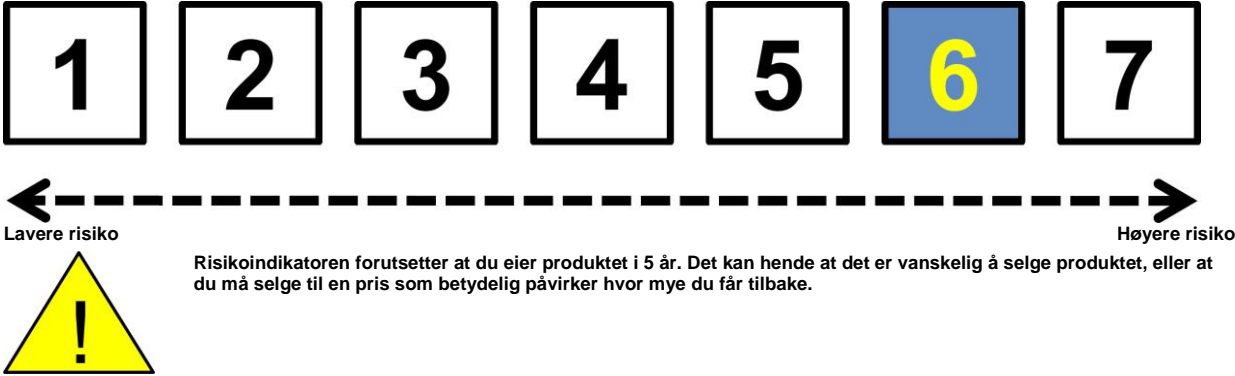 1 2 3 4 5 6 7
Lavere risiko Høyere risiko
Risikoindikatoren forutsetter at du eier produktet i 5 år. Det kan hende at det er vanskelig å selge produktet, eller at
du må selge til en pris som betydelig påvirker hvor mye du får tilbake.
!